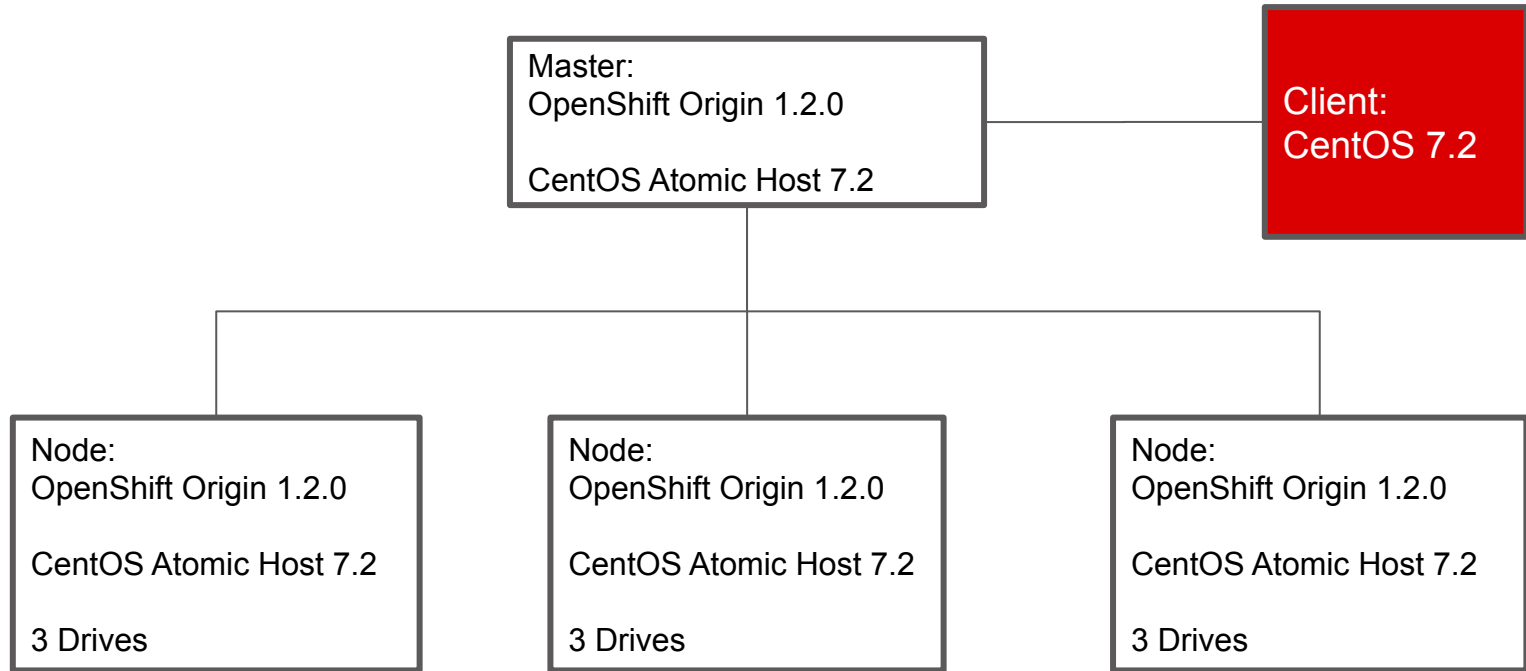 Master:
OpenShift Origin 1.2.0
CentOS Atomic Host 7.2
Client:
CentOS 7.2
Node:
OpenShift Origin 1.2.0
CentOS Atomic Host 7.2
3 Drives
Node:
OpenShift Origin 1.2.0
CentOS Atomic Host 7.2
3 Drives
Node:
OpenShift Origin 1.2.0
CentOS Atomic Host 7.2
3 Drives